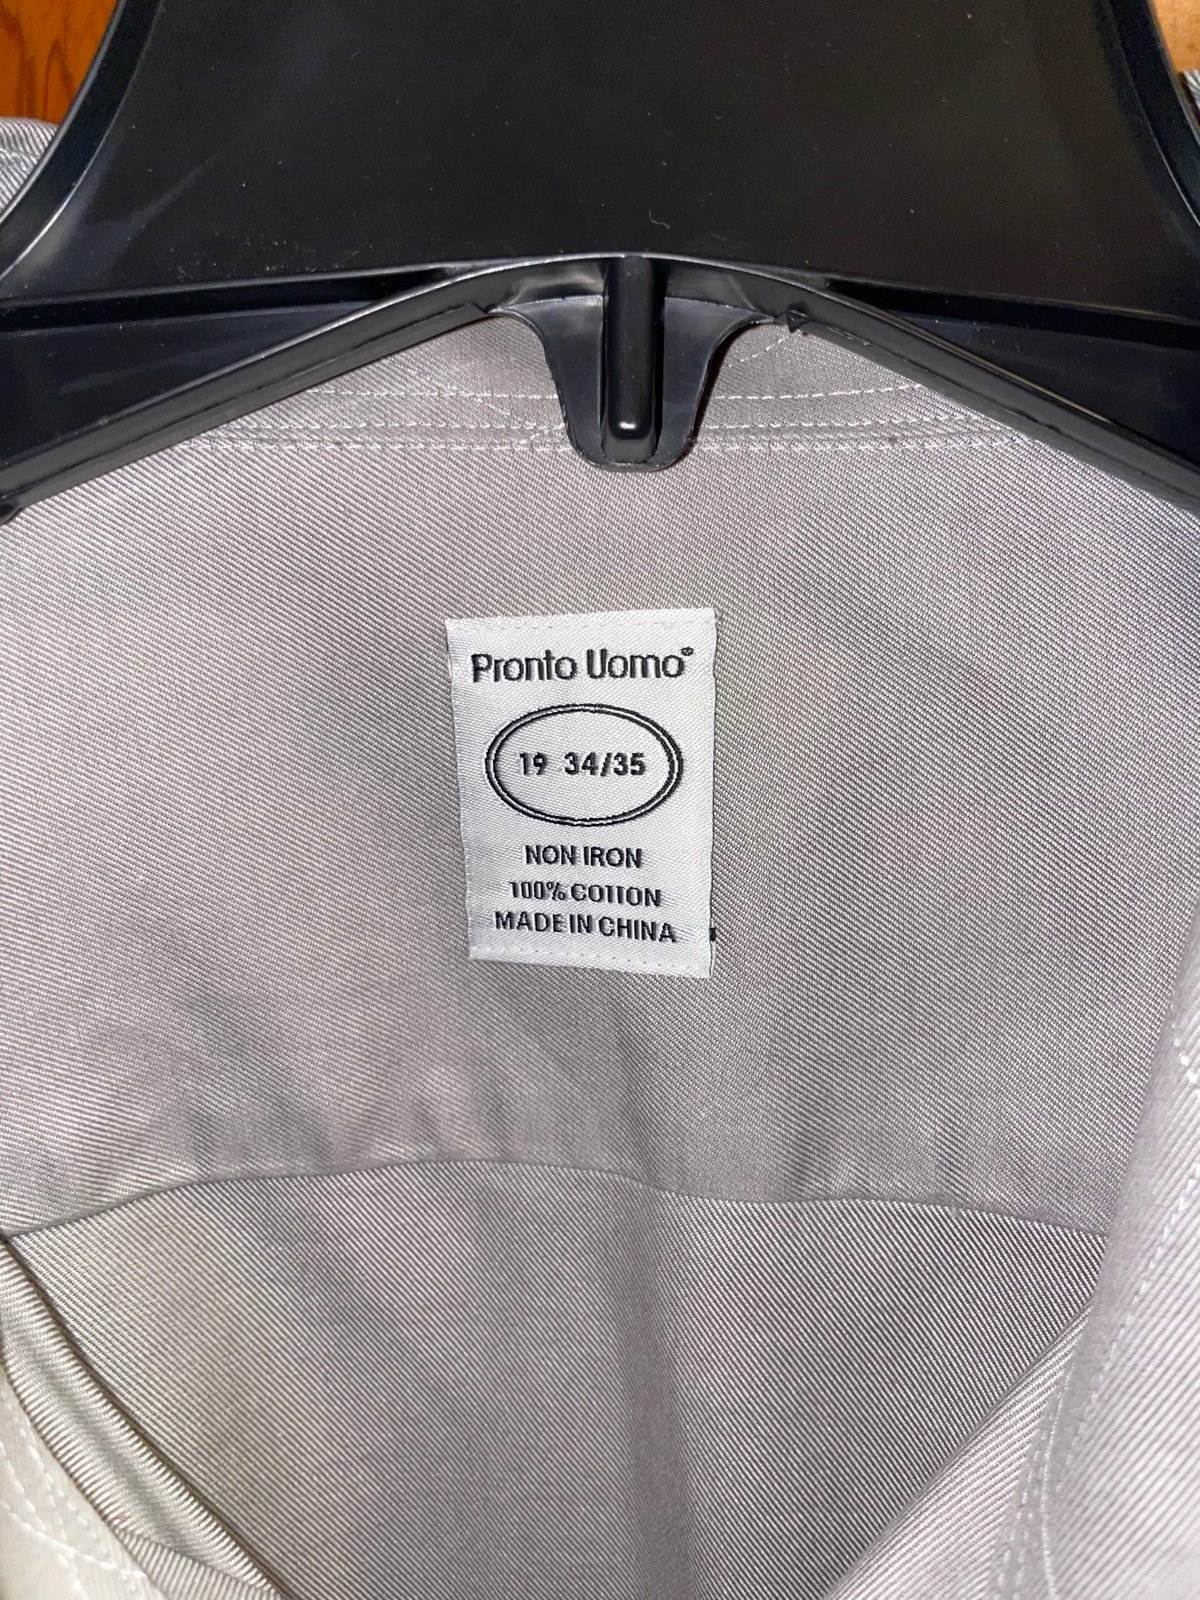 Pronto Uomo®
19 34/35
NON IRON
100% COTTON
MADE IN CHINA